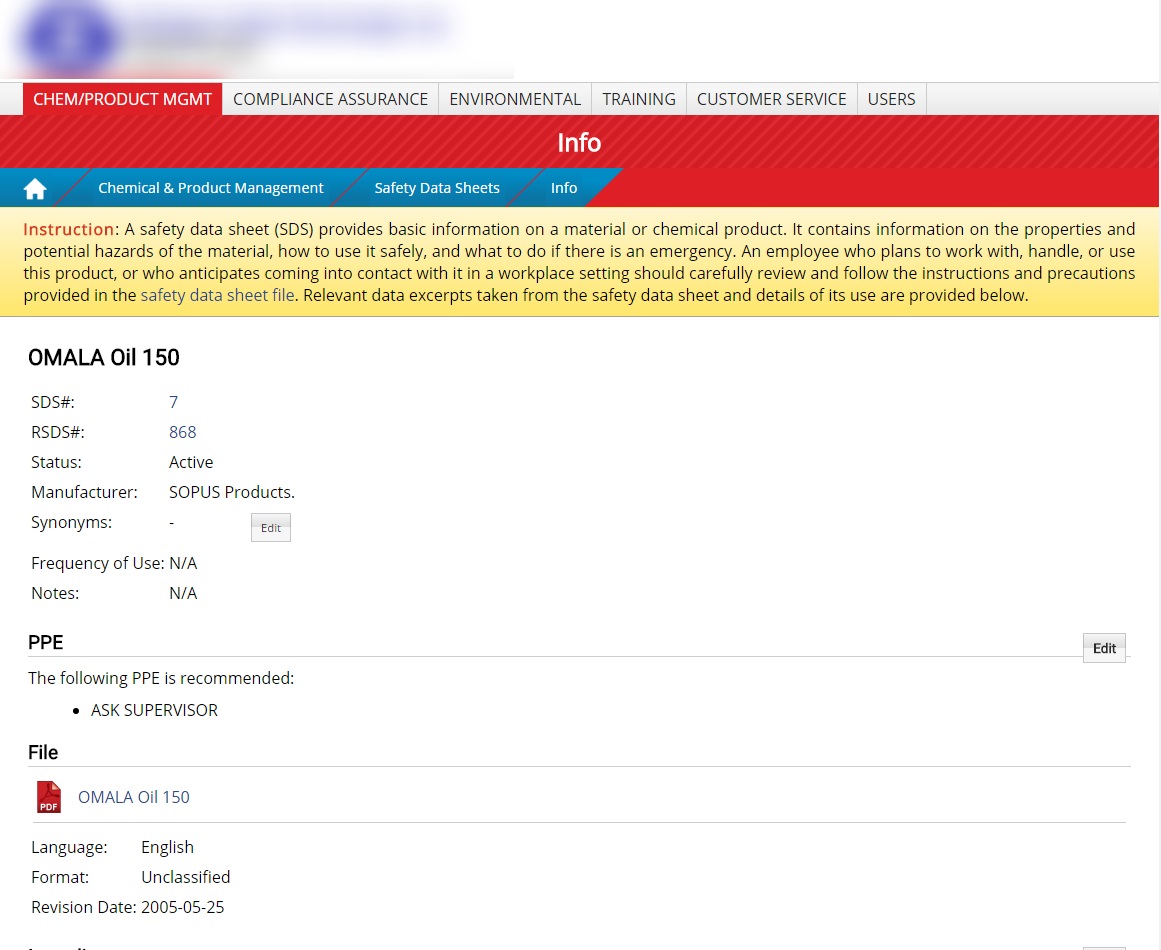 CHEM/PRODUCT MGMT COMPLIANCE ASSURANCE ENVIRONMENTAL TRAINING CUSTOMER SERVICE USERS
Info
Chemical & Product Management Safety Data Sheets Info
Instruction: A safety data sheet (SDS) provides basic information on a material or chemical product. It contains information on the properties and
potential hazards of the material, how to use it safely, and what to do if there is an emergency. An employee who plans to work with, handle, or use
this product, or who anticipates coming into contact with it in a workplace setting should carefully review and follow the instructions and precautions
provided in the safety data sheet file. Relevant data excerpts taken from the safety data sheet and details of its use are provided below.
OMALA Oil 150
SDS#: 7
RSDS#: 868
Status: Active
Manufacturer: SOPUS Products.
Synonyms: - Edit
Frequency of Use: N/A
Notes: N/A
PPE Edit
The following PPE is recommended:
• ASK SUPERVISOR
File
PDF OMALA Oil 150
Language: English
Format: Unclassified
Revision Date: 2005-05-25